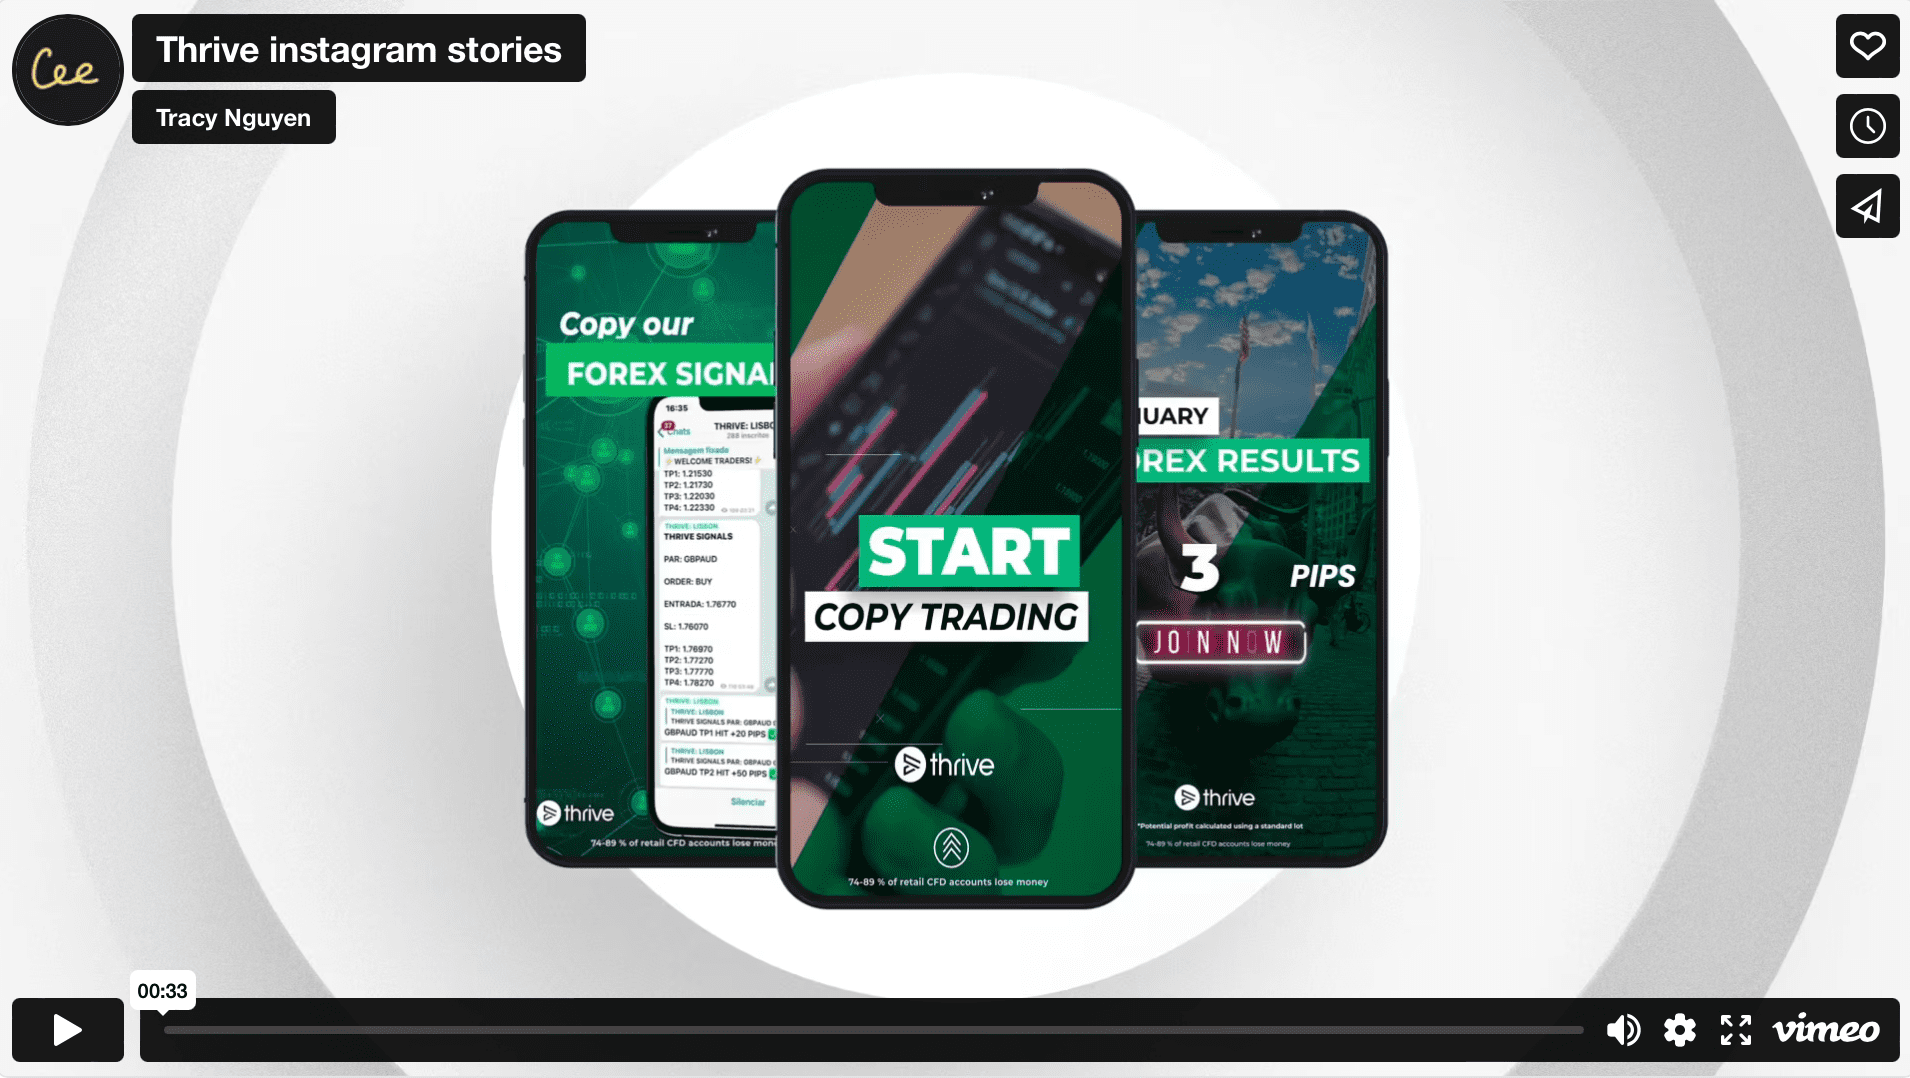 Cee
Thrive instagram stories
Tracy Nguyen
Copy our
FOREX SIGNAL
16:35
37
Chats
THRIVE: LISBO
288 inscritos
Mensagem fixada
⚡WELCOME TRADERS!⚡
TP1: 1.21530
TP2: 1.21730
TP3: 1.22030
TP4: 1.22330
THRIVE: LISBON
THRIVE SIGNALS
PAR: GBPAUD
ORDER: BUY
ENTRADA: 1.76770
SL: 1.76070
TP1: 1.76970
TP2: 1.77270
TP3: 1.77770
TP4: 1.78270
THRIVE: LISBON
THRIVE: LISBON
THRIVE SIGNALS PAR: GBPAUD
GBPAUD TP1 HIT +20 PIPS ✅
THRIVE: LISBON
THRIVE SIGNALS PAR: GBPAUD
GBPAUD TP2 HIT +50 PIPS ✅
Silenciar
thrive
74-89 % of retail CFD accounts lose mon
START
COPY TRADING
thrive
74-89 % of retail CFD accounts lose money
UARY
OREX RESULTS
3 PIPS
JOIN NOW
thrive
*Potential profit calculated using a standard lot
74-89 % of retail CFD accounts lose money
00:33
vimeo